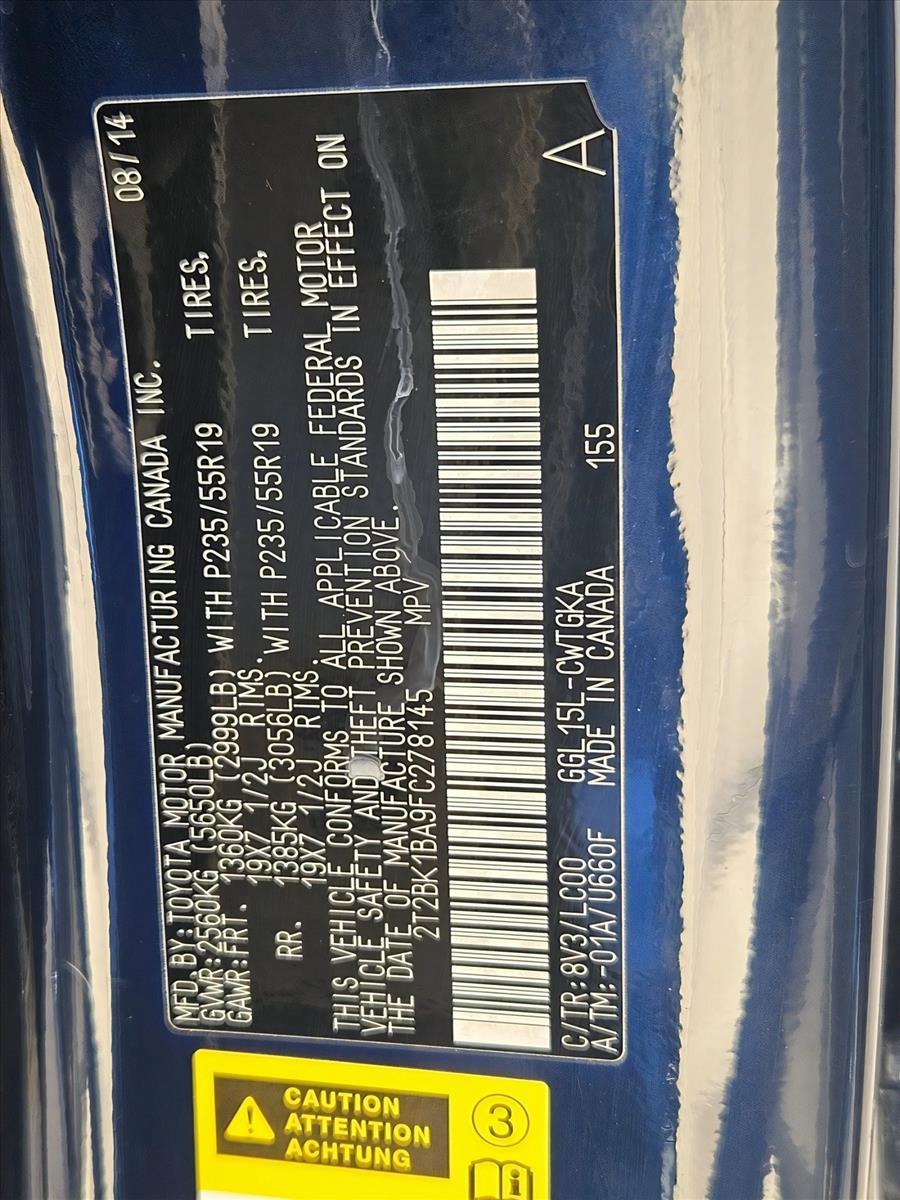 MFD.BY:TOYOTA MOTOR MANUFACTURING CANADA INC. 08/14
GVWR:2560KG (5650LB)
GAWR:FRT. 1360KG (2999LB) WITH P235/55R19 TIRES,
19X7 1/2J RIMS.
RR. 1385KG (3056LB) WITH P235/55R19 TIRES,
19X7 1/2J RIMS.
THIS VEHICLE CONFORMS TO ALL APPLICABLE FEDERAL MOTOR
VEHICLE SAFETY AND THEFT PREVENTION STANDARDS IN EFFECT ON
THE DATE OF MANUFACTURE SHOWN ABOVE.
2T2BK1BA9FC278145 MPV
C/TR:8V3/LC00 GGL15L-CWTGKA A
A/TM:-01A/U660F MADE IN CANADA 155
CAUTION
ATTENTION
ACHTUNG
3
i